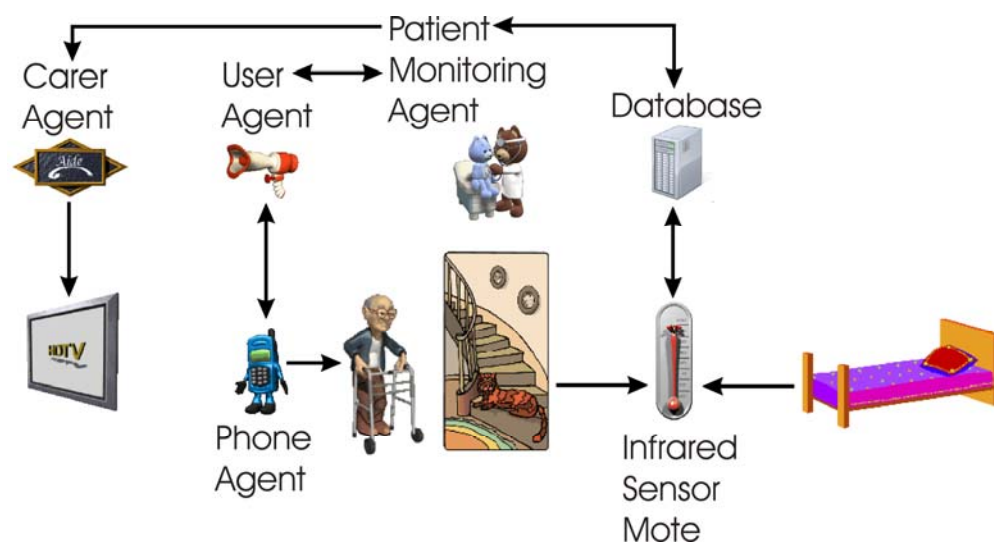 Patient
Monitoring
Agent
Carer
Agent
User
Agent
Database
Aide
HDTV
Phone
Agent
Infrared
Sensor
Mote